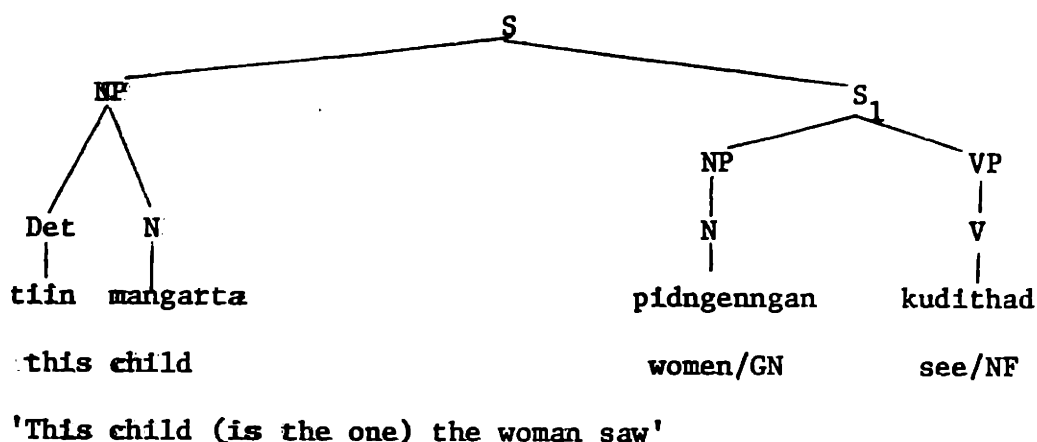 S
NP S1
NP VP
Det N N V
tiin mangarta pidngenngan kudithad
this child women/GN see/NF
'This child (is the one) the woman saw'